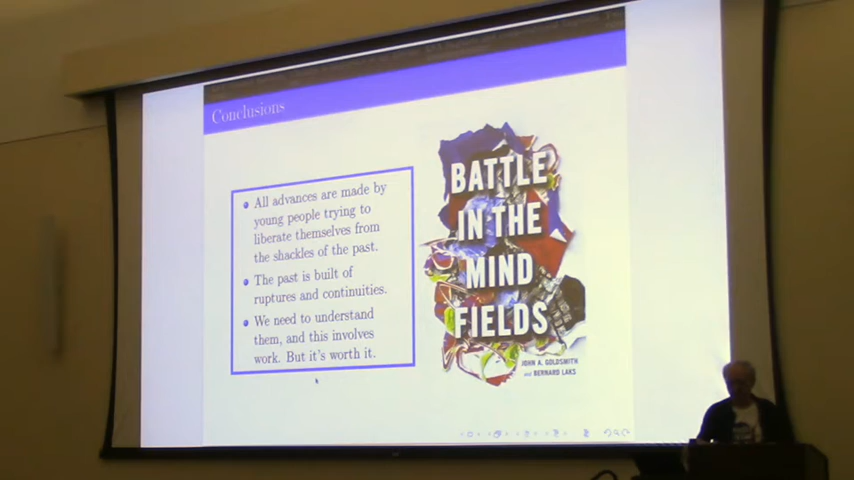 Conclusions
All advances are made by
young people trying to
liberate themselves from
the shackles of the past.
The past is built of
ruptures and continuities.
We need to understand
them, and this involves
work. But it's worth it.
BATTLE
IN THE
MIND
FIELDS
JOHN A. GOLDSMITH
AND BERNARD LAKS